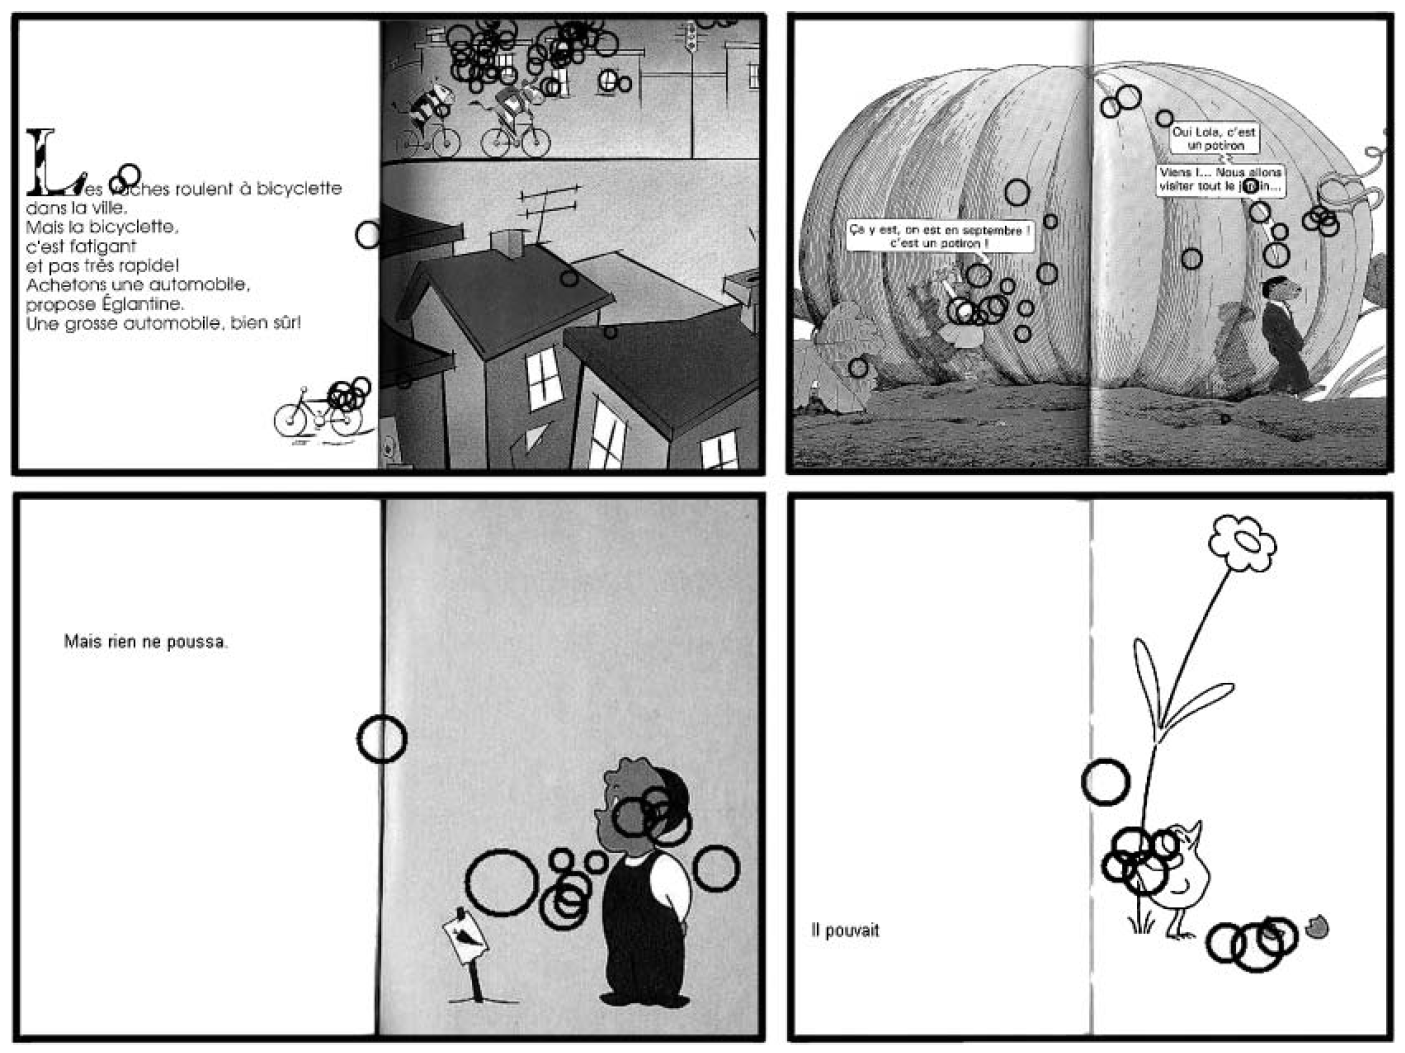 Les vaches roulent à bicyclette
dans la ville.
Mais la bicyclette,
c'est fatigant
et pas très rapide!
Achetons une automobile,
propose Églantine.
Une grosse automobile, bien sûr!
Ça y est, on est en septembre !
c'est un potiron !
Oui Lola, c'est
un potiron
Viens !... Nous allons
visiter tout le jardin...
Mais rien ne poussa.
Il pouvait